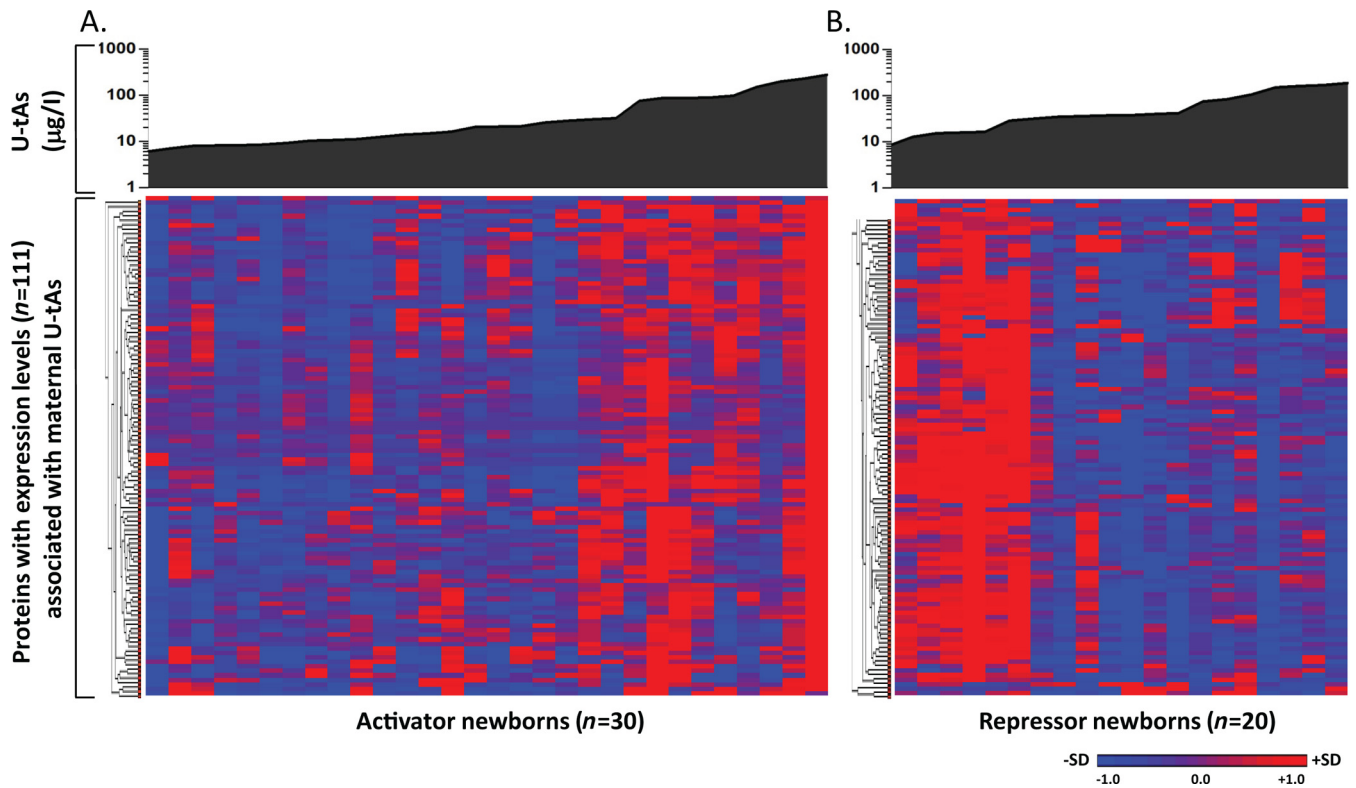 A.
B.
U-tAs
(µg/l)
1000
100
10
1
1000
100
10
1
Proteins with expression levels (n=111)
associated with maternal U-tAs
Activator newborns (n=30)
Repressor newborns (n=20)
-SD
+SD
-1.0
0.0
+1.0